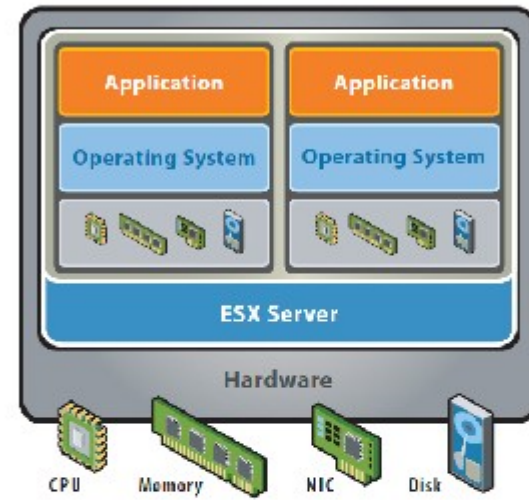 Application Application
Operating System Operating System
ESX Server
Hardware
CPU Memory NIC Disk